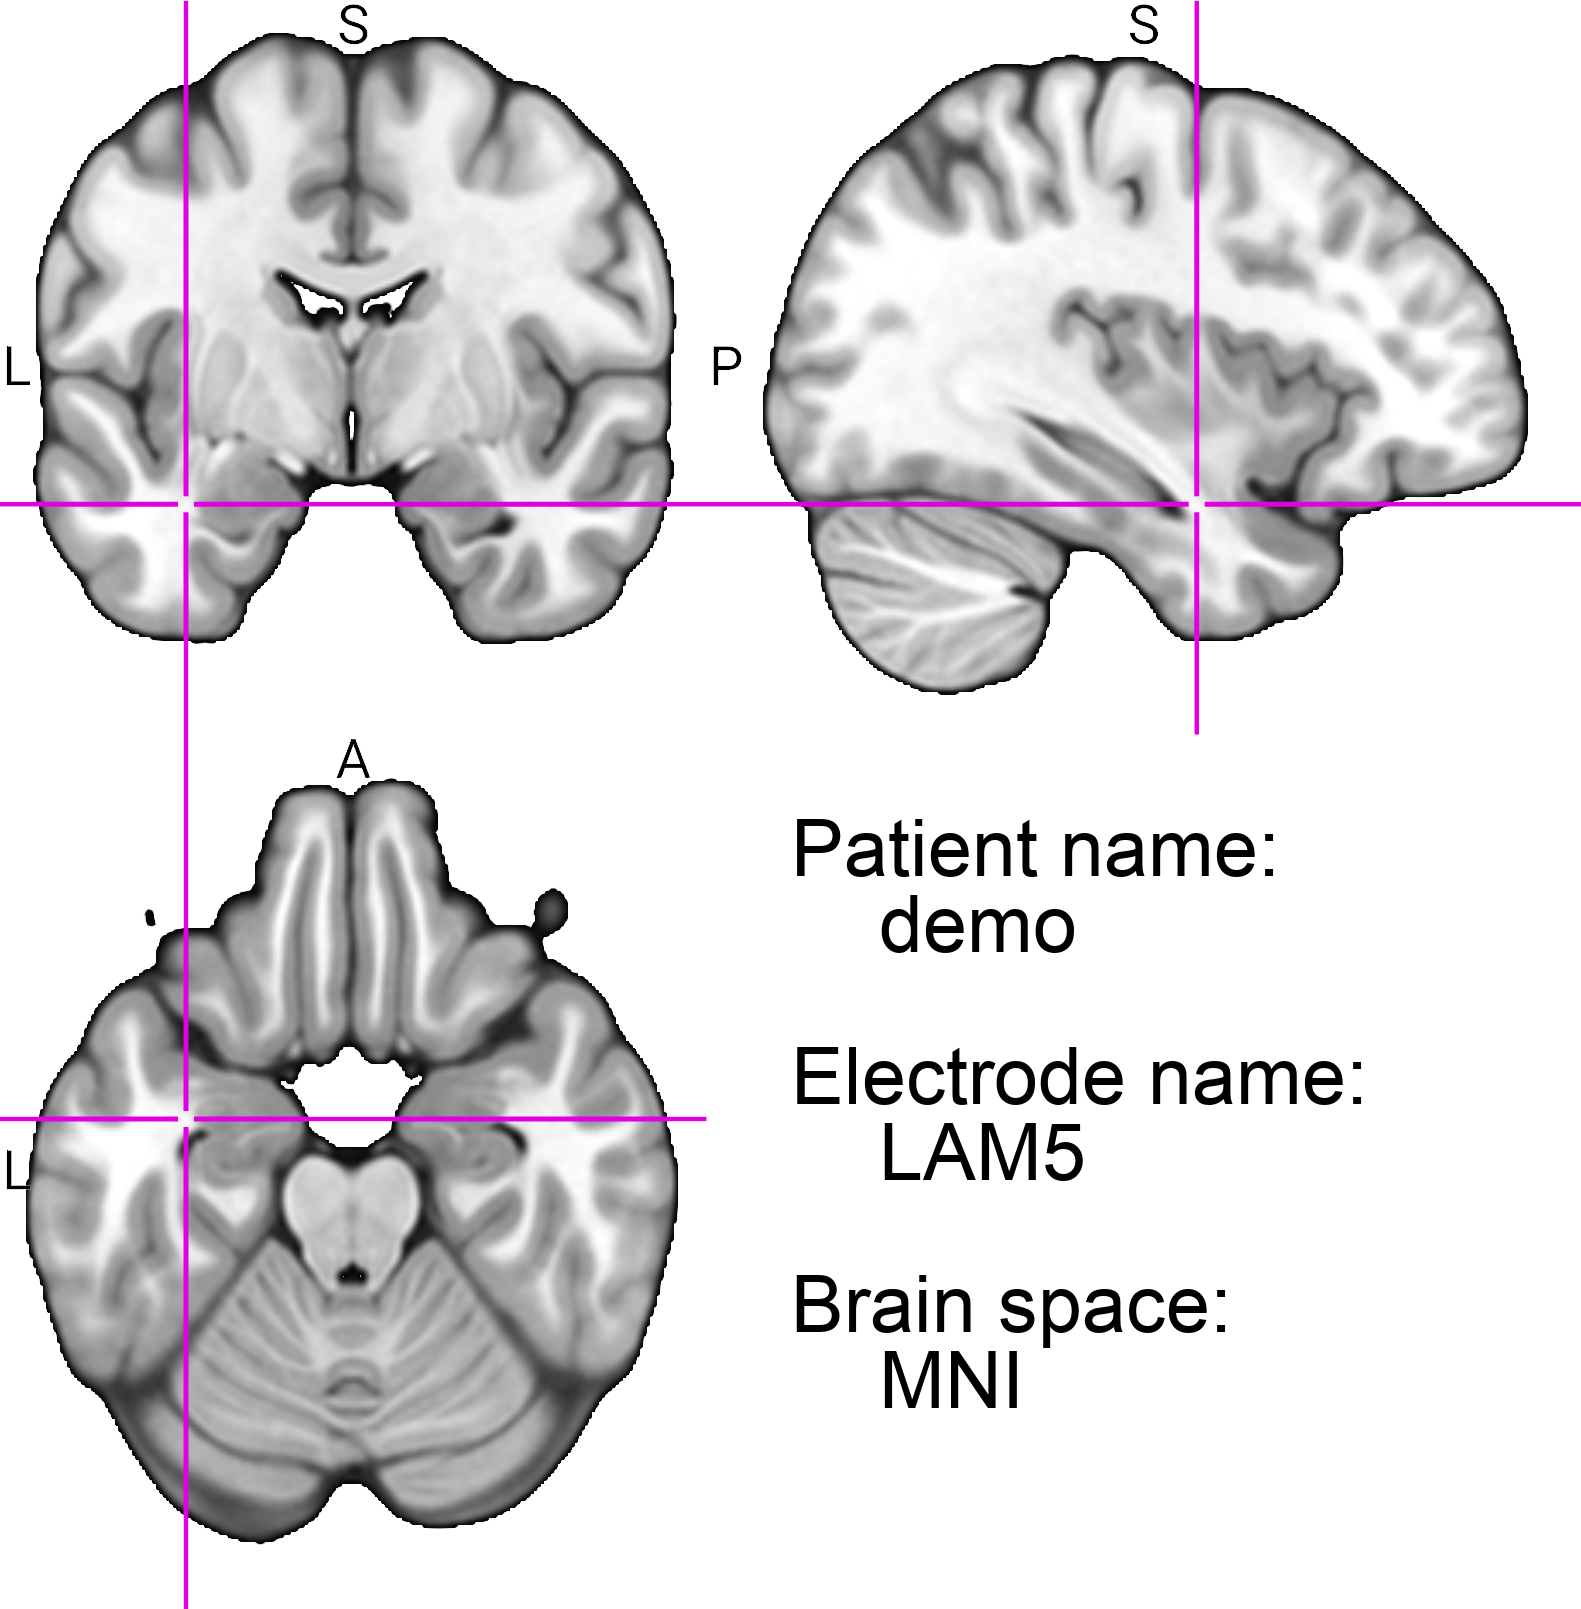 S
S
L
P
A
L
Patient name:
demo
Electrode name:
LAM5
Brain space:
MNI